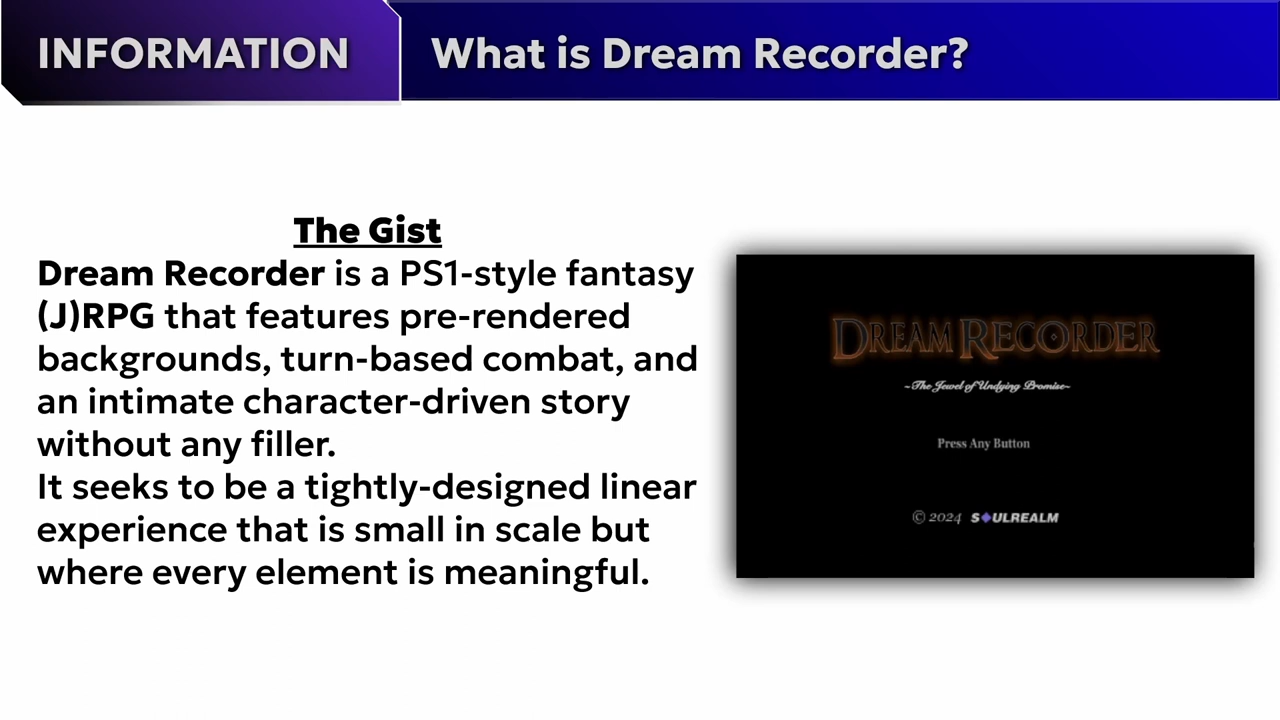 INFORMATION
What is Dream Recorder?
The Gist
Dream Recorder is a PS1-style fantasy
(J)RPG that features pre-rendered
backgrounds, turn-based combat, and
an intimate character-driven story
without any filler.
It seeks to be a tightly-designed linear
experience that is small in scale but
where every element is meaningful.
DREAM RECORDER
~The Jewel of Undying Promise~
Press Any Button
© 2024 S◆ULREALM